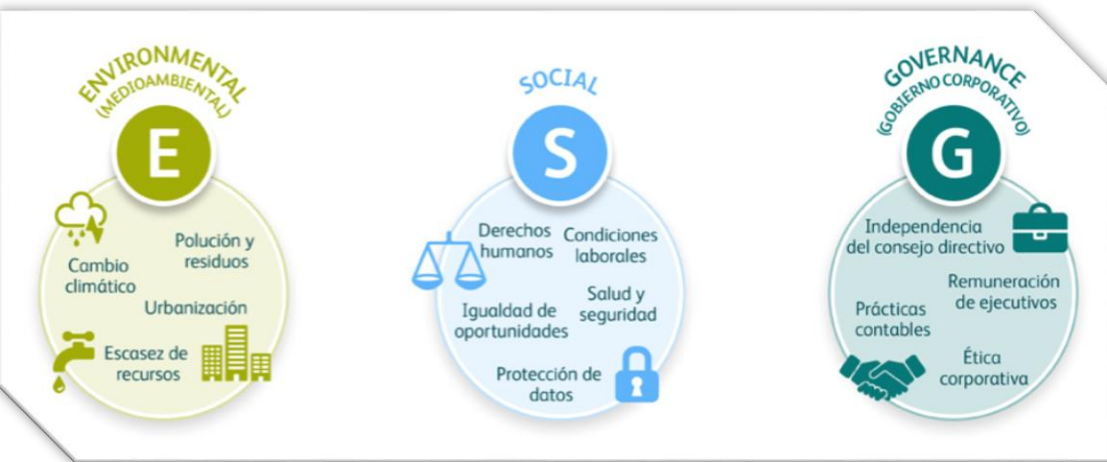 ENVIRONMENTAL
(MEDIOAMBIENTAL)
E
Cambio
climático
Polución y
residuos
Urbanización
Escasez de
recursos
SOCIAL
S
Derechos
humanos
Condiciones
laborales
Igualdad de
oportunidades
Salud y
seguridad
Protección de
datos
GOVERNANCE
(GOBIERNO CORPORATIVO)
G
Independencia
del consejo directivo
Remuneración
de ejecutivos
Prácticas
contables
Ética
corporativa